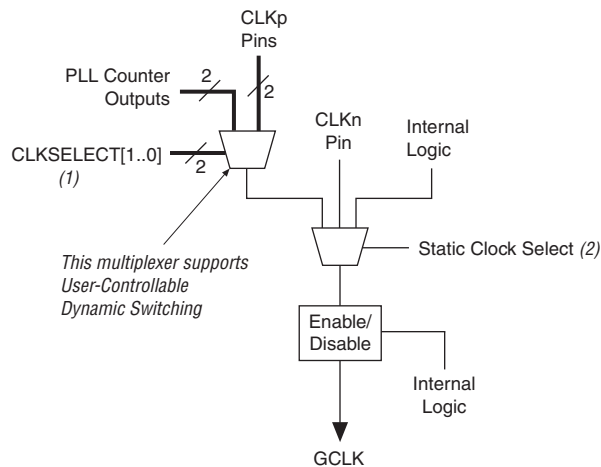 CLKp
Pins
PLL Counter
Outputs
2
2
CLKSELECT[1..0]
(1)
2
CLKn
Pin
Internal
Logic
This multiplexer supports
User-Controllable
Dynamic Switching
Static Clock Select (2)
Enable/
Disable
Internal
Logic
GCLK